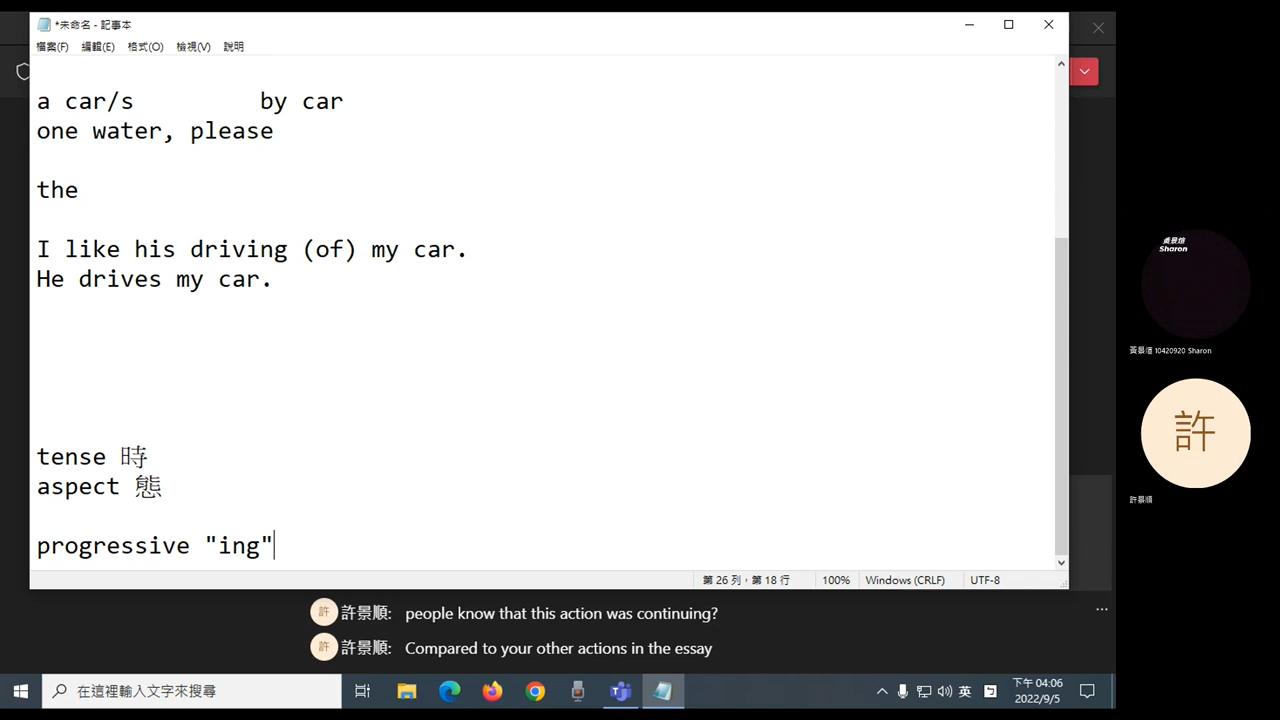 *未命名 - 記事本
檔案(F) 編輯(E) 格式(O) 檢視(V) 說明
a car/s by car
one water, please
the
I like his driving (of) my car.
He drives my car.
tense 時
aspect 態
progressive "ing"
第 26 列，第 18 行 100% Windows (CRLF) UTF-8
許 許景順: people know that this action was continuing?
許 許景順: Compared to your other actions in the essay
黃景煊
Sharon
黃景煊 10420920 Sharon
許
許景順
在這裡輸入文字來搜尋
英
ㄅ
下午 04:06
2022/9/5